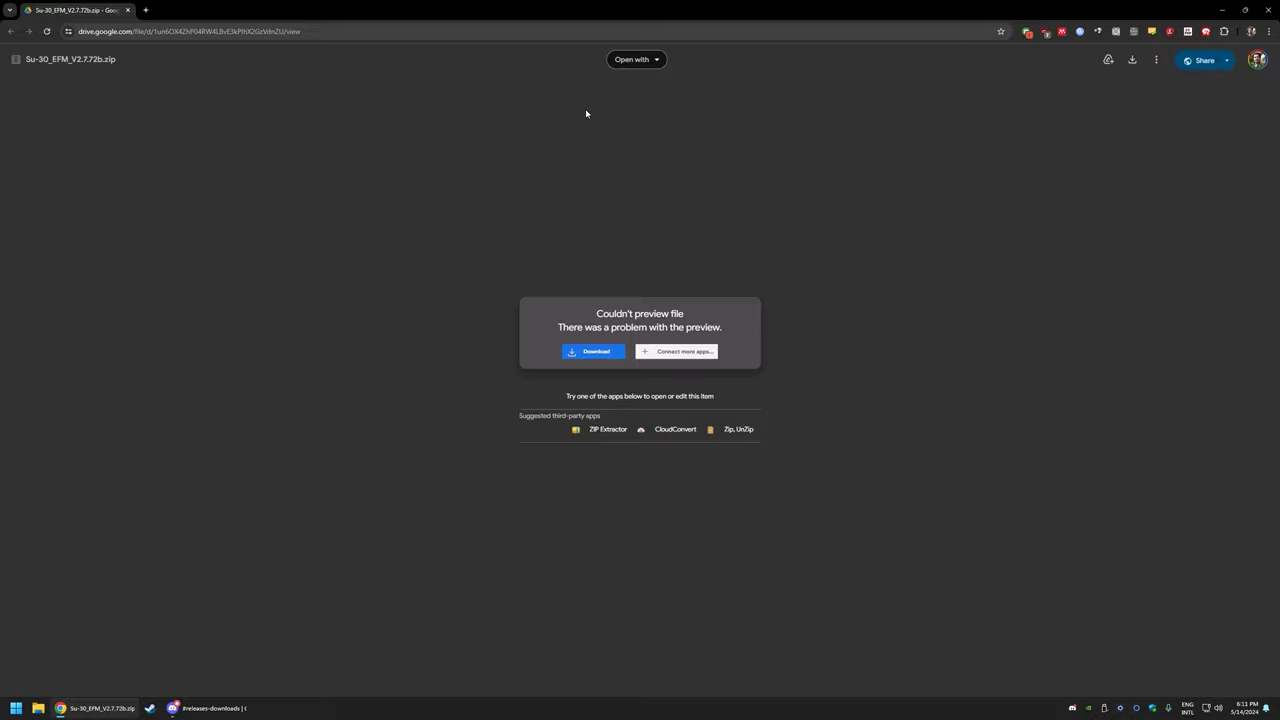 Su-30_EFM_V2.7.72b.zip - Goo
drive.google.com/file/d/1un6OX4ZhF04RW4LBvE3kPIhX2GzVdnZU/view
Su-30_EFM_V2.7.72b.zip
Open with
Share
Couldn't preview file
There was a problem with the preview.
Download
Connect more apps...
Try one of the apps below to open or edit this item
Suggested third-party apps
ZIP Extractor
CloudConvert
Zip, UnZip
Su-30_EFM_V2.7.72b.zip
#releases-downloads |
ENG
INTL
6:11 PM
5/14/2024